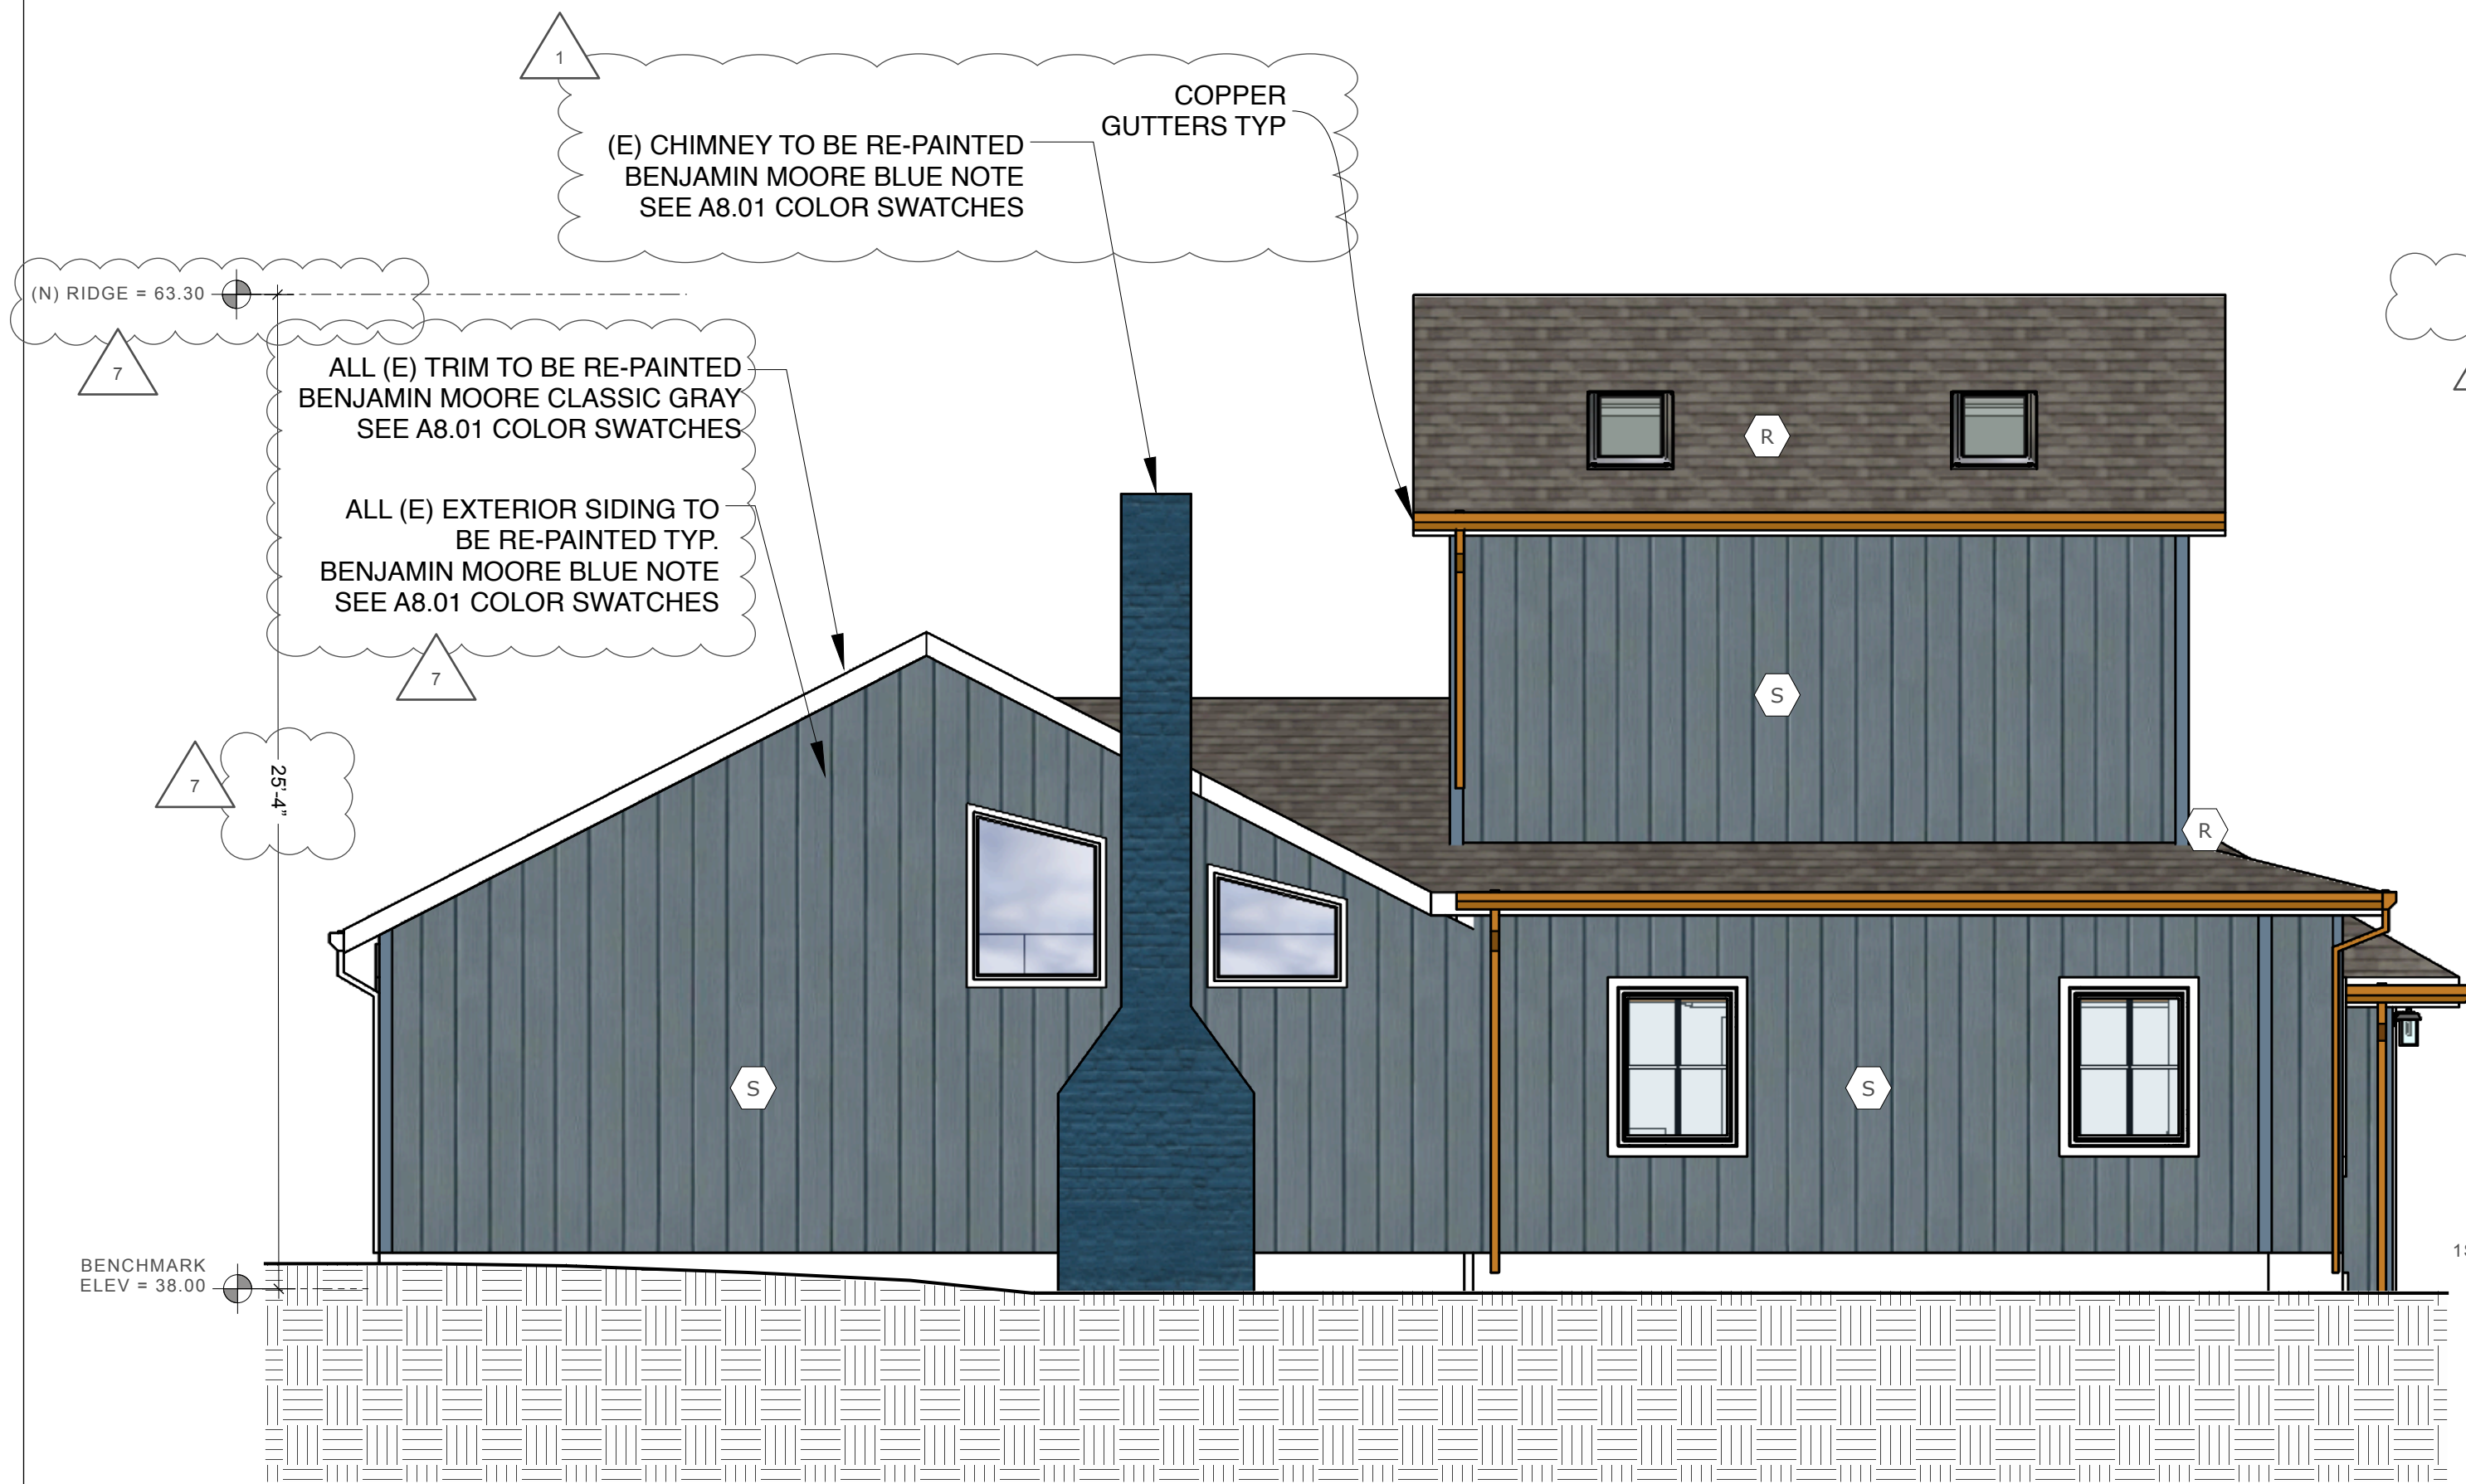 1
COPPER
GUTTERS TYP
(E) CHIMNEY TO BE RE-PAINTED
BENJAMIN MOORE BLUE NOTE
SEE A8.01 COLOR SWATCHES
(N) RIDGE = 63.30
7
ALL (E) TRIM TO BE RE-PAINTED
BENJAMIN MOORE CLASSIC GRAY
SEE A8.01 COLOR SWATCHES
ALL (E) EXTERIOR SIDING TO
BE RE-PAINTED TYP.
BENJAMIN MOORE BLUE NOTE
SEE A8.01 COLOR SWATCHES
7
7
25'-4"
R
S
R
S
S
BENCHMARK
ELEV = 38.00